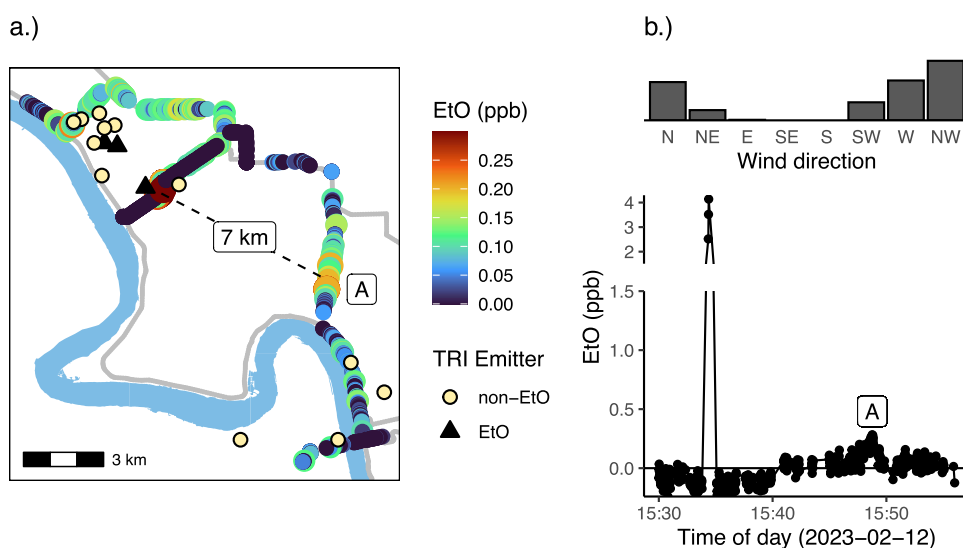 a.)
7 km
A
3 km
EtO (ppb)
0.25
0.20
0.15
0.10
0.05
0.00
TRI Emitter
non−EtO
EtO
b.)
N NE E SE S SW W NW
Wind direction
EtO (ppb)
4
3
2
1.5
1.0
0.5
0.0
A
15:30 15:40 15:50
Time of day (2023−02−12)